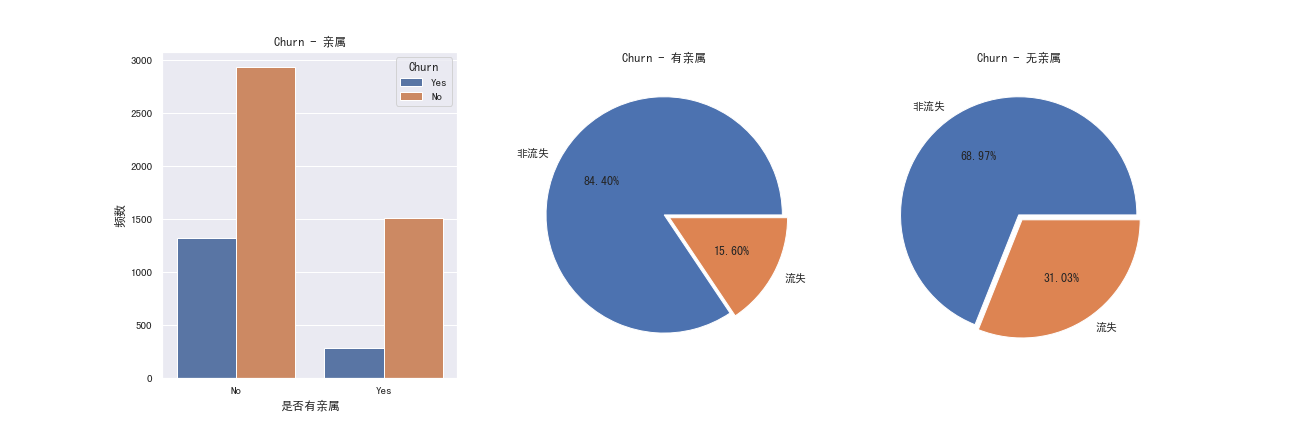 Churn - 亲属
3000
2500
2000
1500
1000
500
0
频数
No
Yes
是否有亲属
Churn
Yes
No
Churn - 有亲属
非流失
84.40%
15.60%
流失
Churn - 无亲属
非流失
68.97%
31.03%
流失